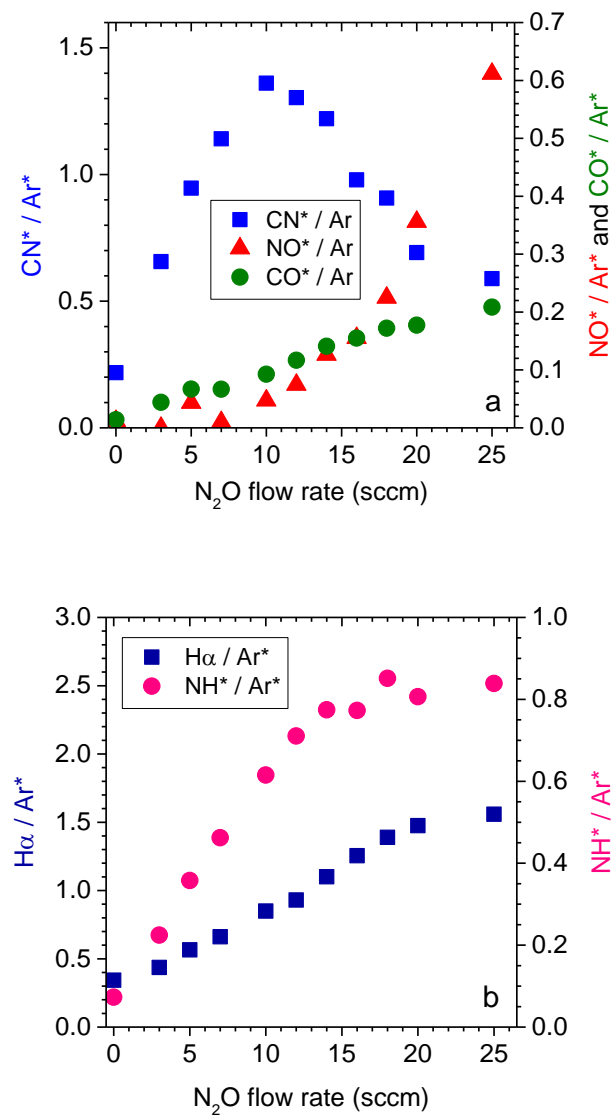 1.5
1.0
0.5
0.0
CN* / Ar*
CN* / Ar
NO* / Ar
CO* / Ar
a
0.7
0.6
0.5
0.4
0.3
0.2
0.1
0.0
NO* / Ar* and CO* / Ar*
0 5 10 15 20 25
N₂O flow rate (sccm)
3.0
2.5
2.0
1.5
1.0
0.5
0.0
Hα / Ar*
Hα / Ar*
NH* / Ar*
b
1.0
0.8
0.6
0.4
0.2
0.0
NH* / Ar*
0 5 10 15 20 25
N₂O flow rate (sccm)